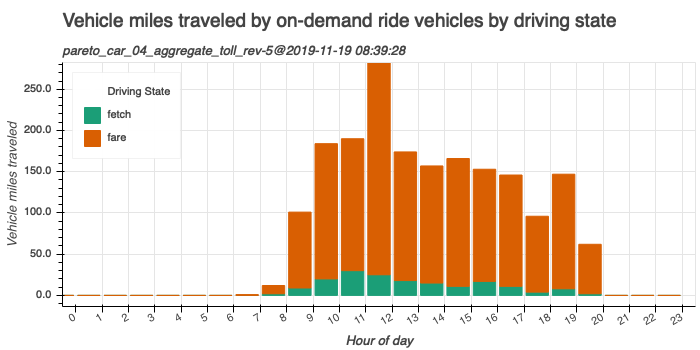 Vehicle miles traveled by on-demand ride vehicles by driving state
pareto_car_04_aggregate_toll_rev-5@2019-11-19 08:39:28
Vehicle miles traveled
250.0
200.0
150.0
100.0
50.0
0.0
Driving State
fetch
fare
0 1 2 3 4 5 6 7 8 9 10 11 12 13 14 15 16 17 18 19 20 21 22 23
Hour of day